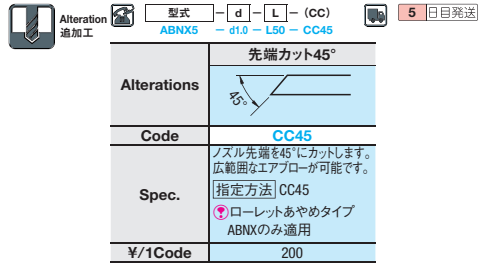 Alteration
追加工
型式 - d - L - (CC)
ABNX5 - d1.0 - L50 - CC45
5 日目発送
Alterations
先端カット45°
45°
Code
CC45
Spec.
ノズル先端を45°にカットします。
広範囲なエアブローが可能です。
指定方法 CC45
ローレットあやめタイプ
ABNXのみ適用
¥/1Code
200